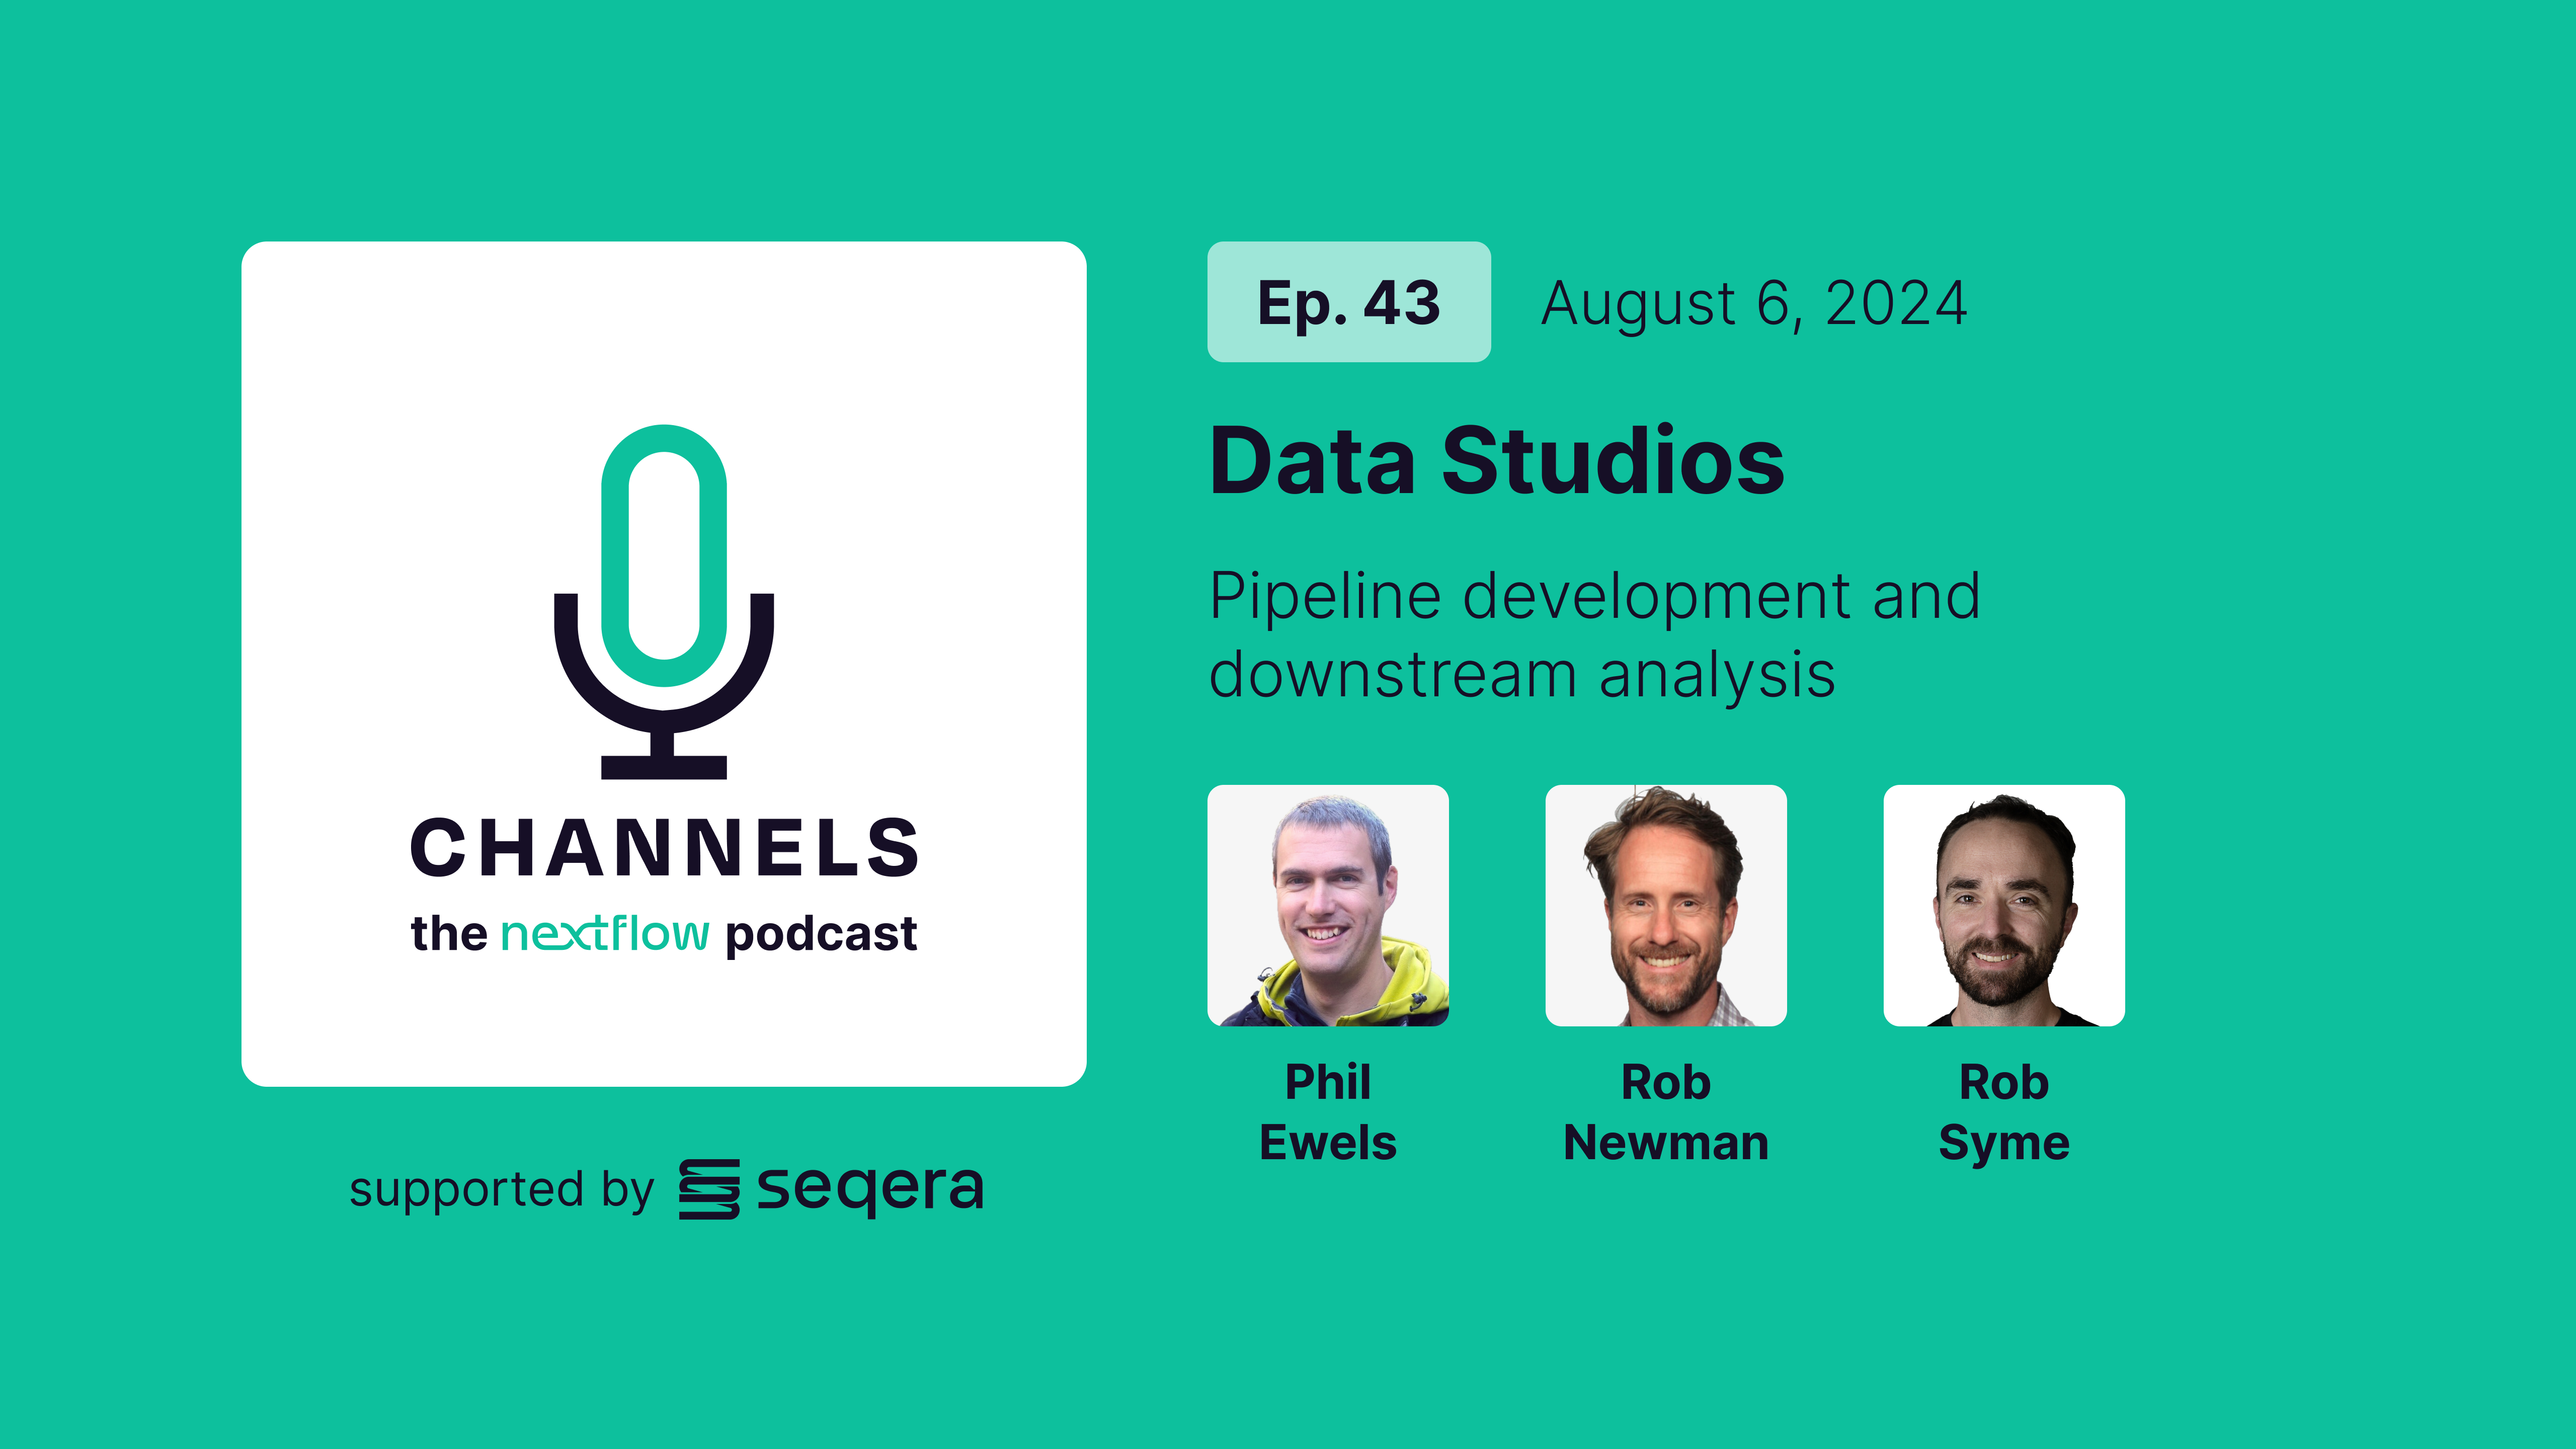 CHANNELS
the nextflow podcast
supported by seqera
Ep. 43 August 6, 2024
Data Studios
Pipeline development and
downstream analysis
Phil
Ewels
Rob
Newman
Rob
Syme